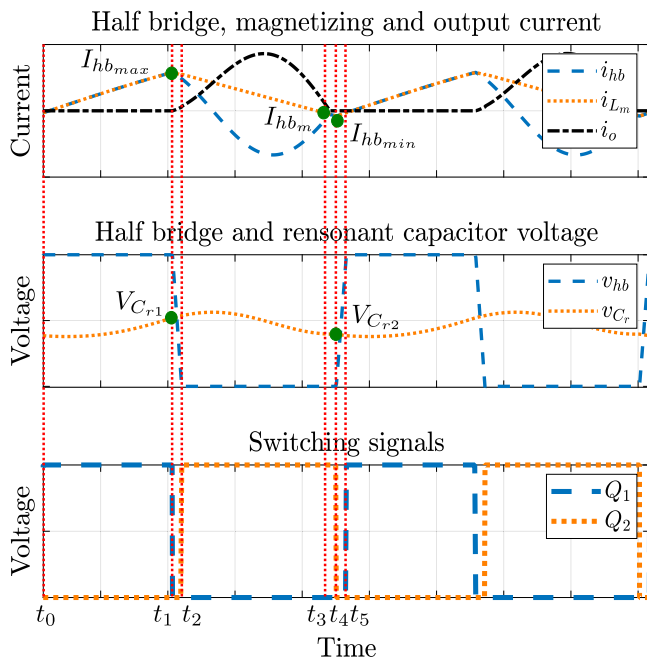 Half bridge, magnetizing and output current
Current
I_{hb_{max}}
I_{hb_m}
I_{hb_{min}}
i_{hb}
i_{L_m}
i_o
Half bridge and rensonant capacitor voltage
Voltage
V_{C_{r1}}
V_{C_{r2}}
v_{hb}
v_{C_r}
Switching signals
Voltage
Q_1
Q_2
t_0 t_1 t_2 t_3 t_4 t_5
Time